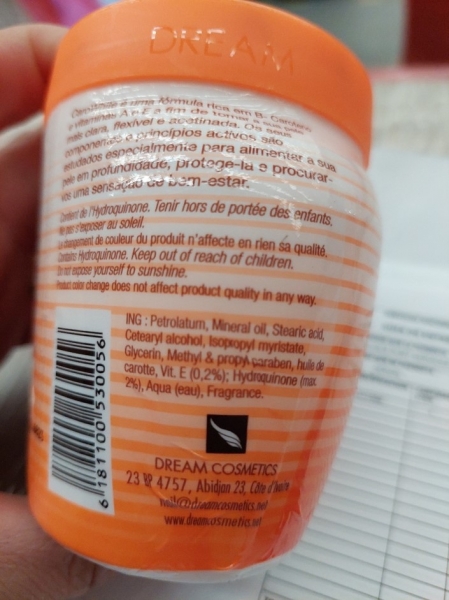 DREAM
é uma fórmula rica em B- Caroteno
e vitaminas A e E a fim de tornar a sua pele
mais clara, flexível e acetinada. Os seus
componentes e princípios activos são
estudados especialmente para alimentar a sua
pele em profundidade, protege-la e procurar-
vos uma sensação de bem-estar.
Contient de l'Hydroquinone. Tenir hors de portée des enfants.
Ne pas s'exposer au soleil.
Le changement de couleur du produit n'affecte en rien sa qualité.
Contains Hydroquinone. Keep out of reach of children.
Do not expose yourself to sunshine.
Product color change does not affect product quality in any way.
ING : Petrolatum, Mineral oil, Stearic acid,
Cetearyl alcohol, Isopropyl myristate,
Glycerin, Methyl & propyl paraben, huile de
carotte, Vit. E (0,2%); Hydroquinone (max.
2%), Aqua (eau), Fragrance.
6 181100 530056
DREAM COSMETICS
23 BP 4757, Abidjan 23, Côte d'Ivoire
mail@dreamcosmetics.net
www.dreamcosmetic.net